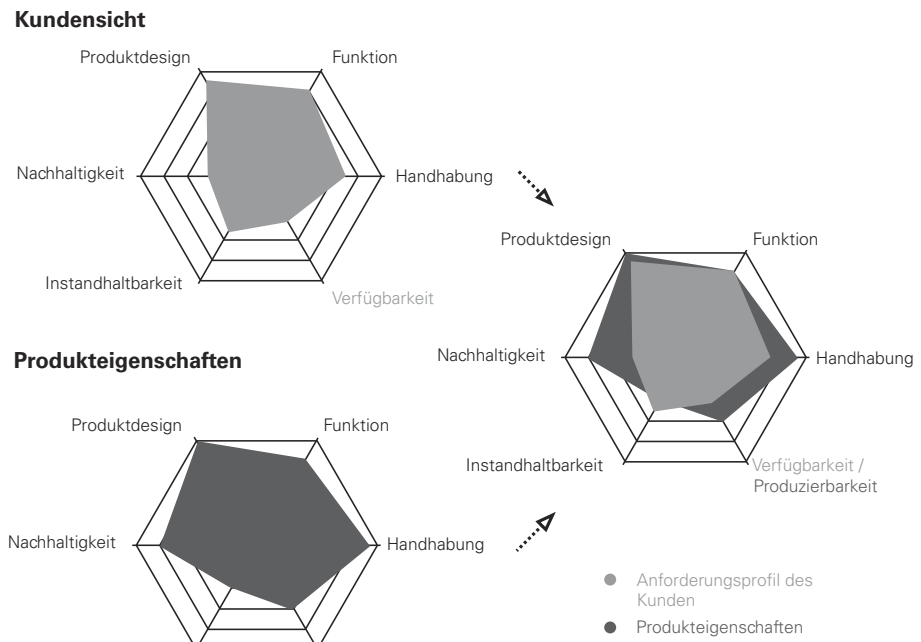 Kundensicht
Produktdesign
Funktion
Nachhaltigkeit
Handhabung
Instandhaltbarkeit
Verfügbarkeit
Produkteigenschaften
Produktdesign
Funktion
Nachhaltigkeit
Handhabung
Produktdesign
Funktion
Nachhaltigkeit
Handhabung
Instandhaltbarkeit
Verfügbarkeit /
Produzierbarkeit
Anforderungsprofil des
Kunden
Produkteigenschaften